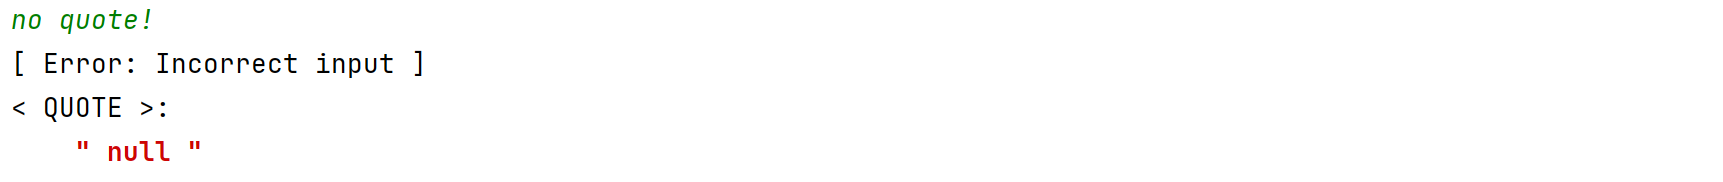 no quote!
[ Error: Incorrect input ]
< QUOTE >:
" null "